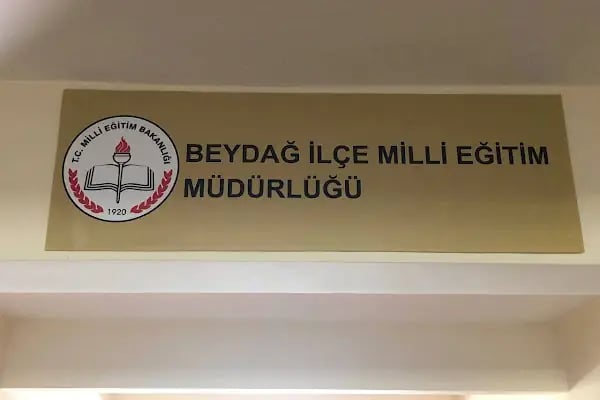 T.C. MİLLİ EĞİTİM BAKANLIĞI
1920
BEYDAĞ İLÇE MİLLİ EĞİTİM
MÜDÜRLÜĞÜ